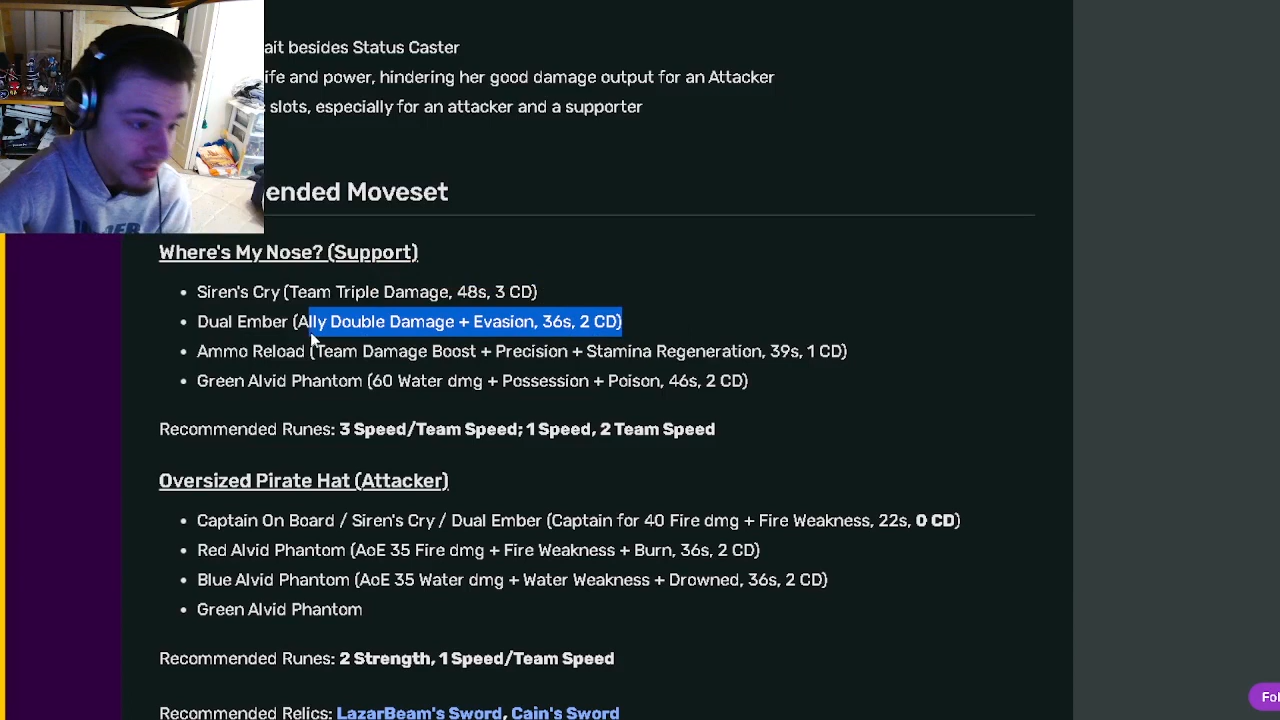 ait besides Status Caster
ife and power, hindering her good damage output for an Attacker
slots, especially for an attacker and a supporter
ended Moveset
Where's My Nose? (Support)
• Siren's Cry (Team Triple Damage, 48s, 3 CD)
• Dual Ember (Ally Double Damage + Evasion, 36s, 2 CD)
• Ammo Reload (Team Damage Boost + Precision + Stamina Regeneration, 39s, 1 CD)
• Green Alvid Phantom (60 Water dmg + Possession + Poison, 46s, 2 CD)
Recommended Runes: 3 Speed/Team Speed; 1 Speed, 2 Team Speed
Oversized Pirate Hat (Attacker)
• Captain On Board / Siren's Cry / Dual Ember (Captain for 40 Fire dmg + Fire Weakness, 22s, 0 CD)
• Red Alvid Phantom (AoE 35 Fire dmg + Fire Weakness + Burn, 36s, 2 CD)
• Blue Alvid Phantom (AoE 35 Water dmg + Water Weakness + Drowned, 36s, 2 CD)
• Green Alvid Phantom
Recommended Runes: 2 Strength, 1 Speed/Team Speed
Recommended Relics: LazarBeam's Sword, Cain's Sword
Fo